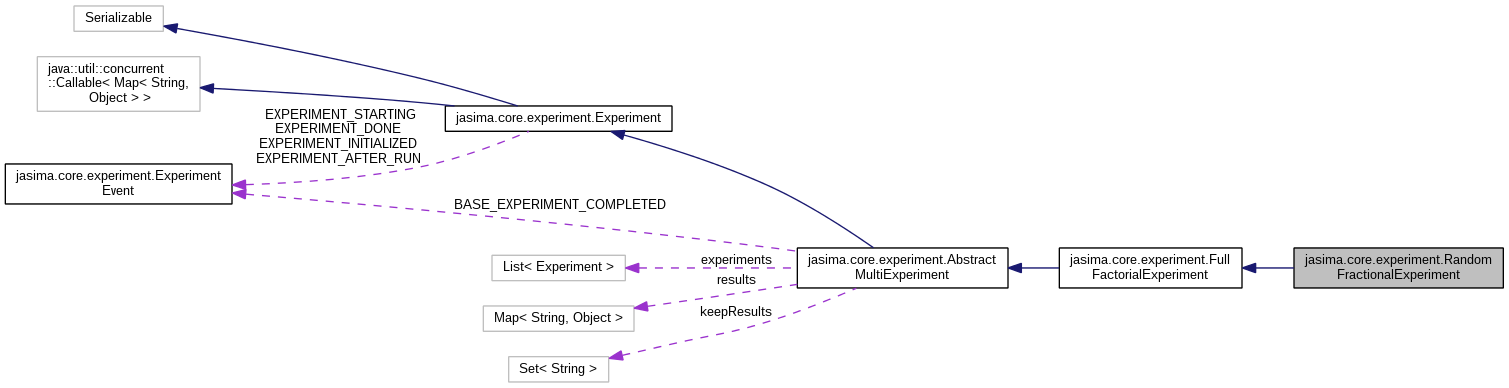 Serializable
java::util::concurrent
::Callable< Map< String,
Object > >
EXPERIMENT_STARTING
EXPERIMENT_DONE
EXPERIMENT_INITIALIZED
EXPERIMENT_AFTER_RUN
jasima.core.experiment.Experiment
jasima.core.experiment.Experiment
Event
BASE_EXPERIMENT_COMPLETED
List< Experiment >
experiments
results
Map< String, Object >
keepResults
Set< String >
jasima.core.experiment.Abstract
MultiExperiment
jasima.core.experiment.Full
FactorialExperiment
jasima.core.experiment.Random
FractionalExperiment